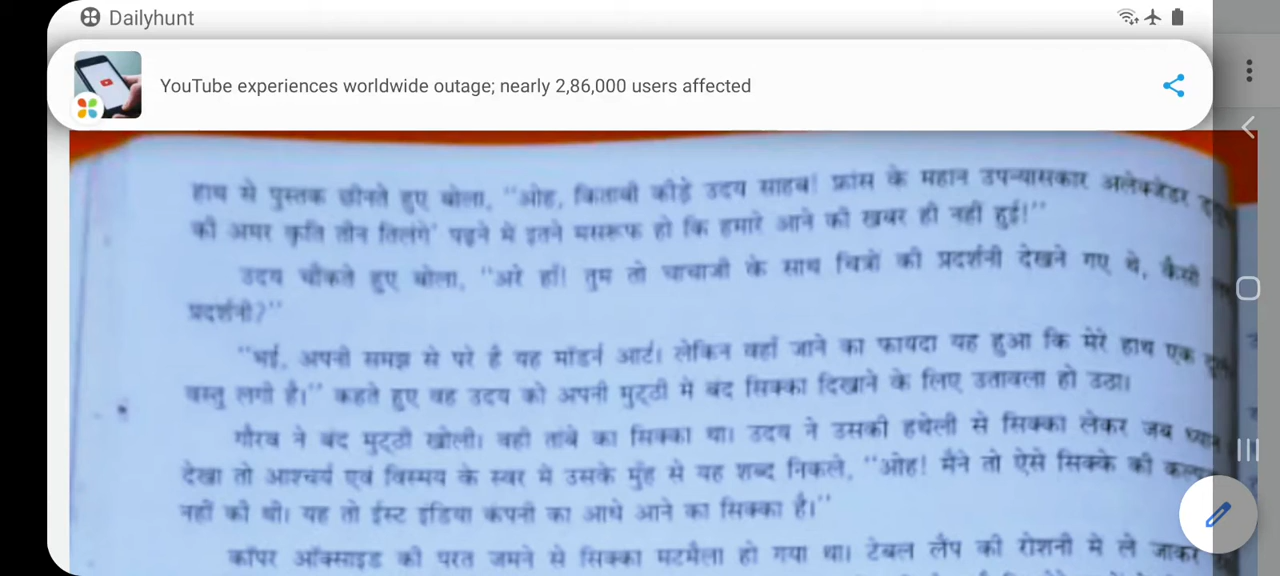 Dailyhunt
YouTube experiences worldwide outage; nearly 2,86,000 users affected
हाथ से पुस्तक छीनते हुए बोला, "ओह, किताबी कीड़े उदय साहब! फ्रांस के महान उपन्यासकार अलेक्जेंडर
की अमर कृति तीन तिलंगे' पढ़ने में इतने मसरूफ हो कि हमारे आने की खबर ही नहीं हुई!"
उदय चौंकते हुए बोला, "अरे हाँ! तुम तो चाचाजी के साथ चित्रों की प्रदर्शनी देखने गए थे, कैसी
प्रदर्शनी?"
"भई, अपनी समझ से परे है यह मॉडर्न आर्ट। लेकिन वहाँ जाने का फायदा यह हुआ कि मेरे हाथ एक
वस्तु लगी है।" कहते हुए वह उदय को अपनी मुट्ठी में बंद सिक्का दिखाने के लिए उतावला हो उठा।
गौरव ने बंद मुट्ठी खोली। वही तांबे का सिक्का था। उदय ने उसकी हथेली से सिक्का लेकर जब
देखा तो आश्चर्य एवं विस्मय के स्वर में उसके मुँह से यह शब्द निकले, "ओह! मैने तो ऐसे सिक्के की
नहीं की थी। यह तो ईस्ट इंडिया कंपनी का आधे आने का सिक्का है।"
कॉपर ऑक्साइड की परत जमने से सिक्का मटमैला हो गया था। टेबल लैंप की रोशनी में ले जाकर